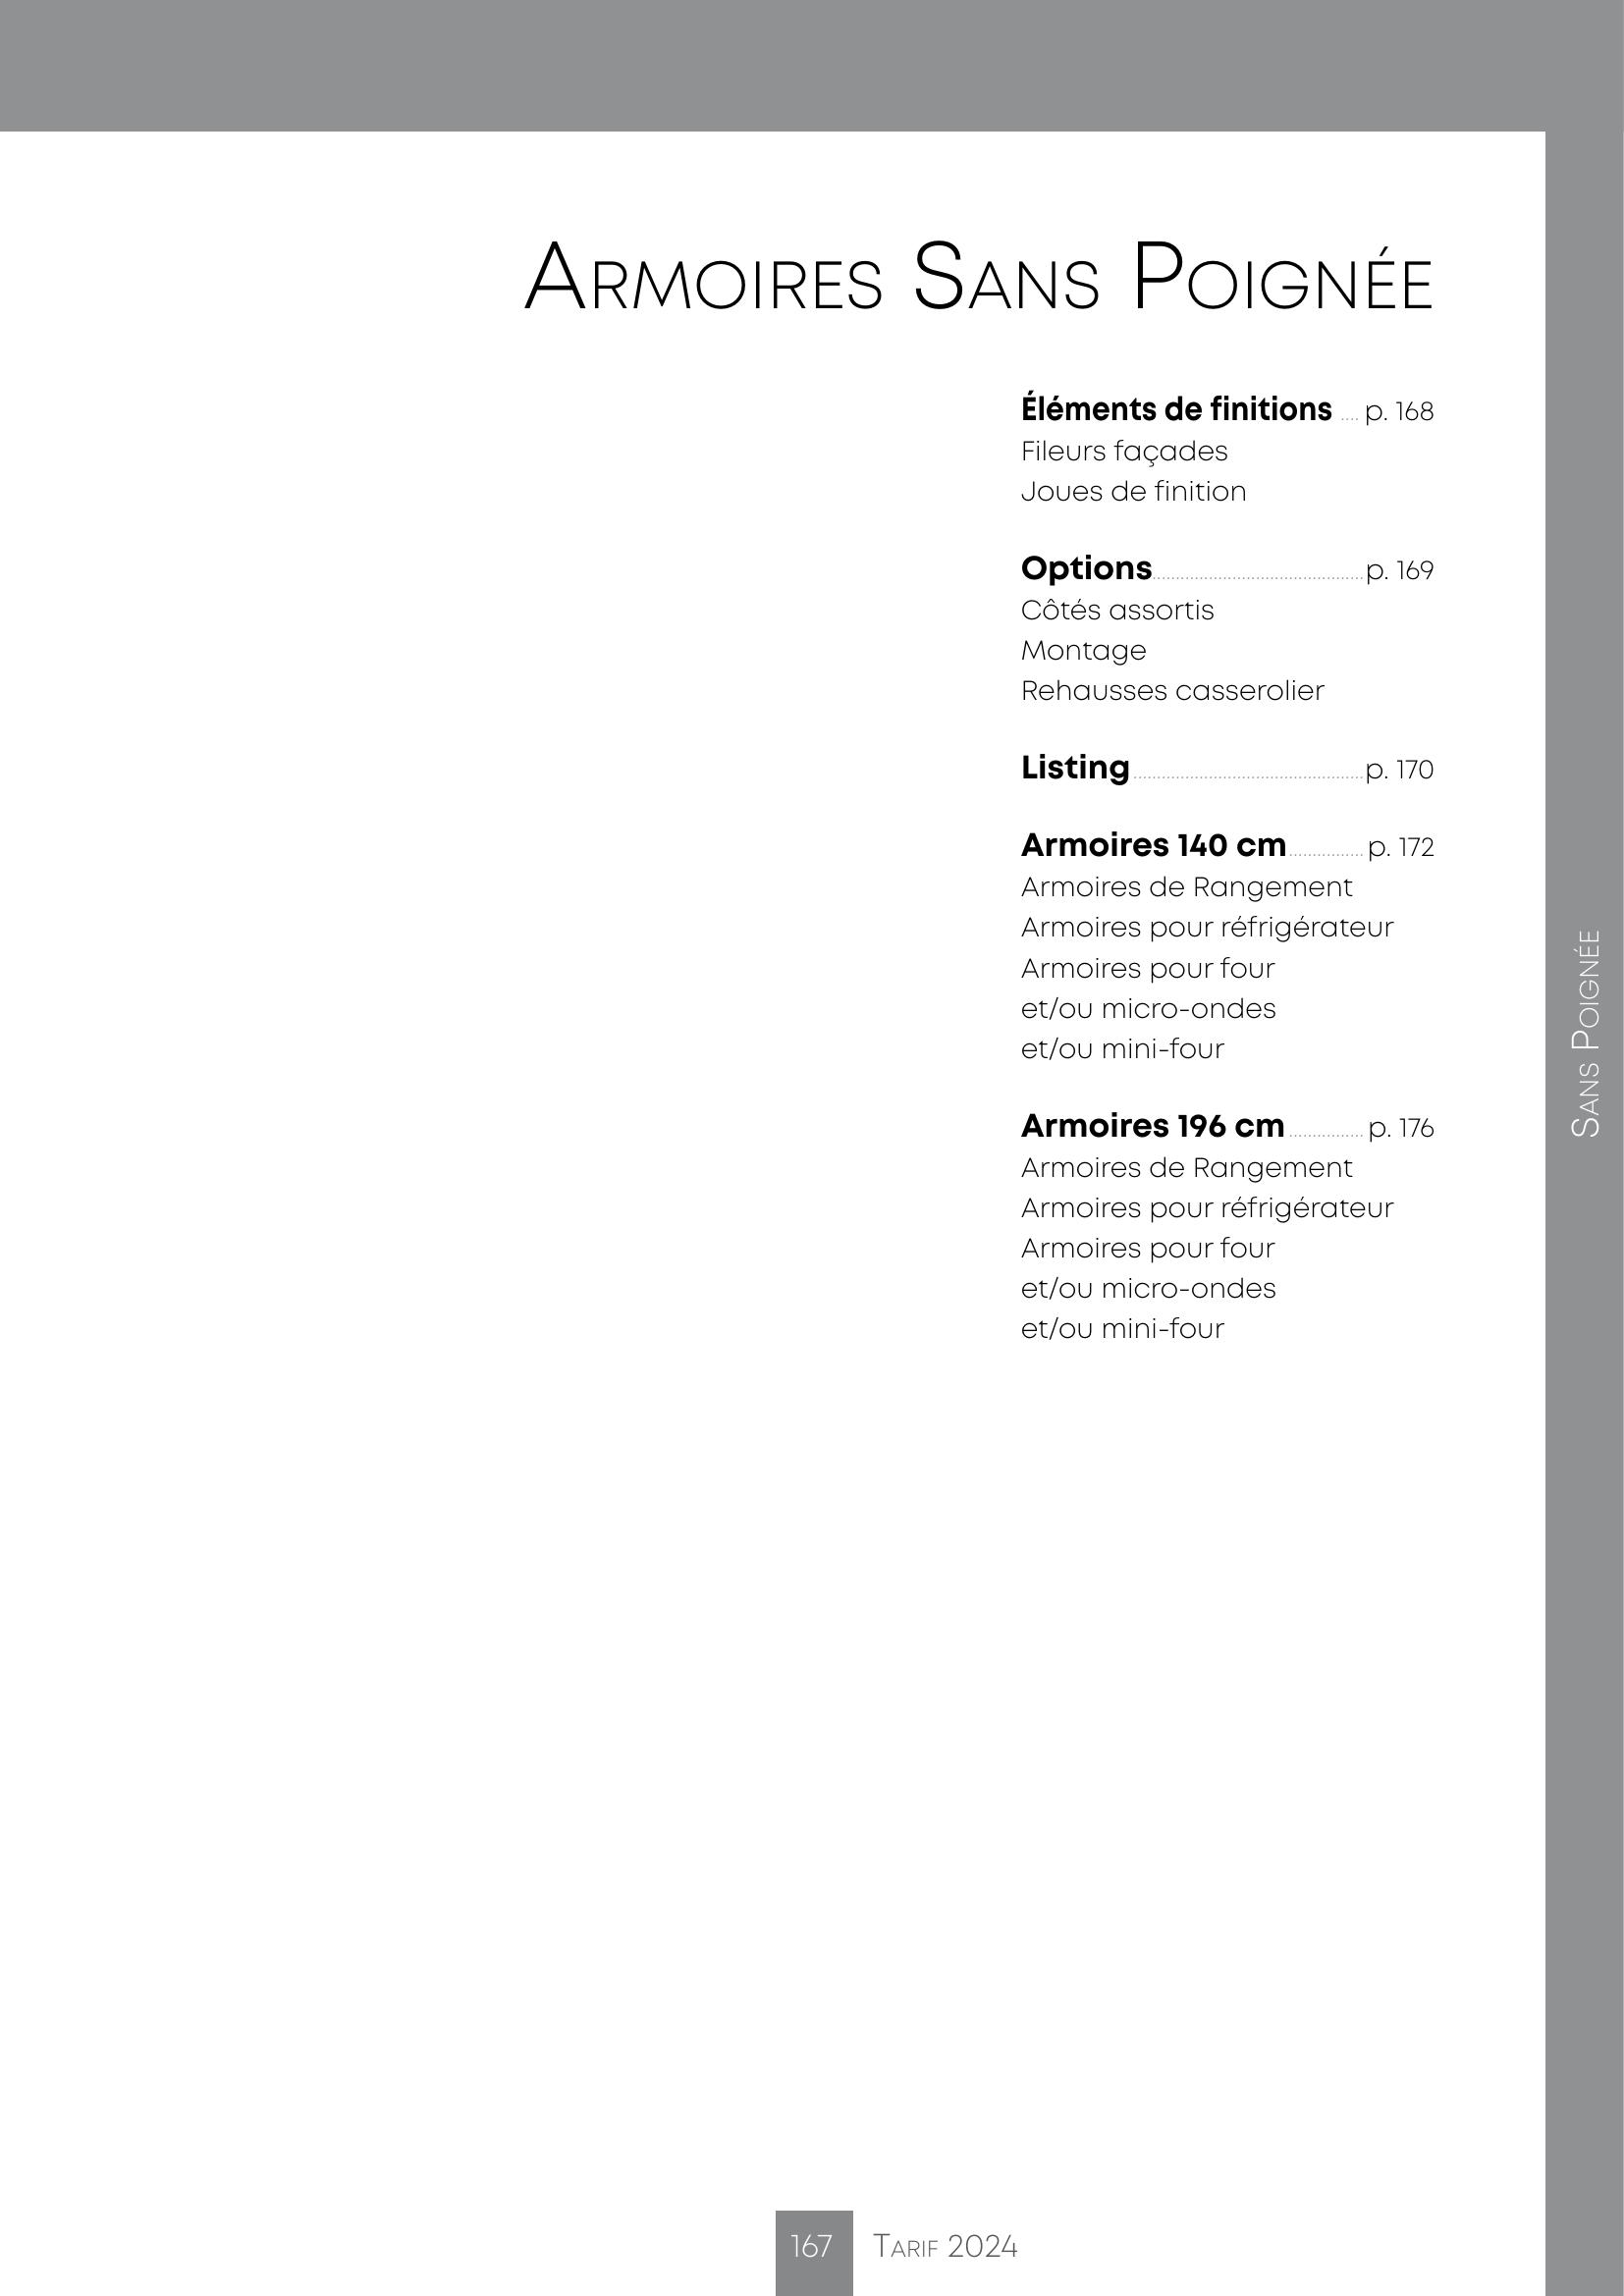 Armoires Sans Poignée
Éléments de finitions .... p. 168
Fileurs façades
Joues de finition
Options............................................p. 169
Côtés assortis
Montage
Rehausses casserolier
Listing................................................p. 170
Armoires 140 cm................p. 172
Armoires de Rangement
Armoires pour réfrigérateur
Armoires pour four
et/ou micro-ondes
et/ou mini-four
Armoires 196 cm................p. 176
Armoires de Rangement
Armoires pour réfrigérateur
Armoires pour four
et/ou micro-ondes
et/ou mini-four
Sans Poignée
167 Tarif 2024